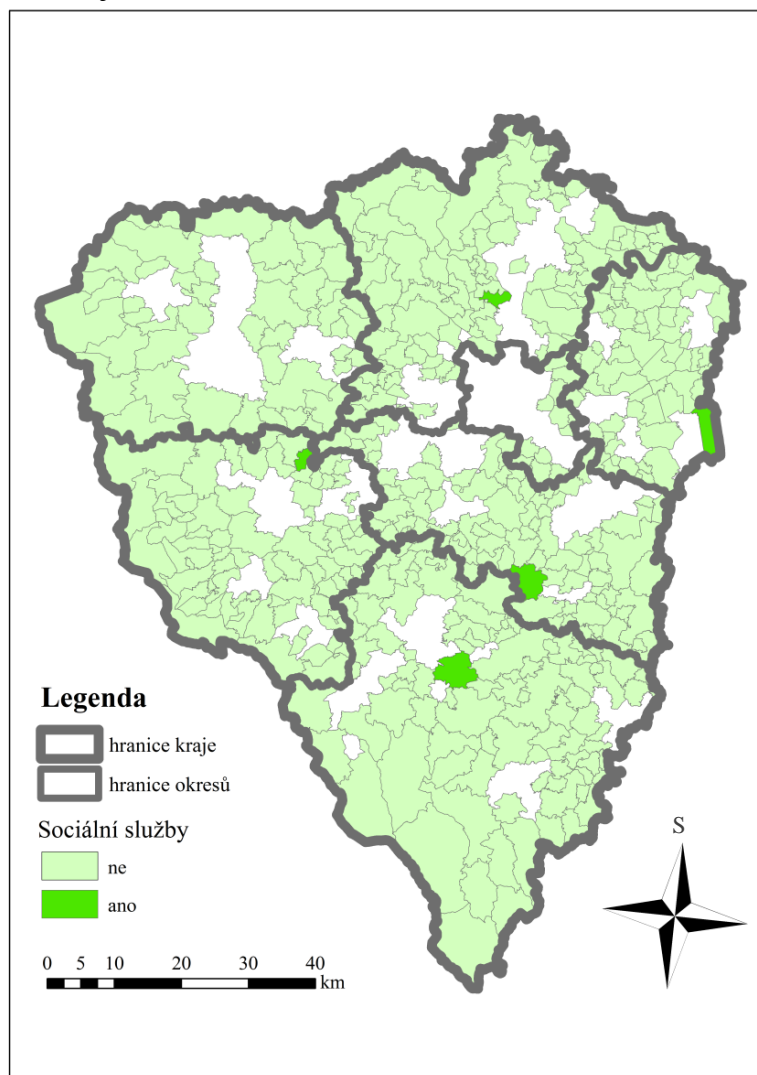 S
Legenda
hranice kraje
hranice okresů
Sociální služby
ne
ano
0 5 10 20 30 40
km